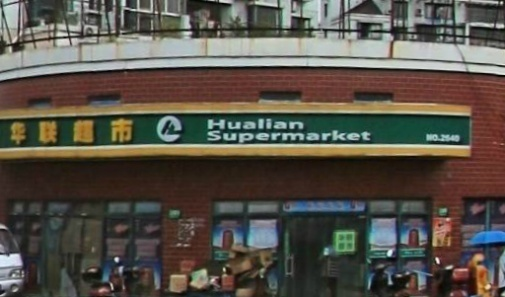 华联超市
Hualian
Supermarket
NO.2640